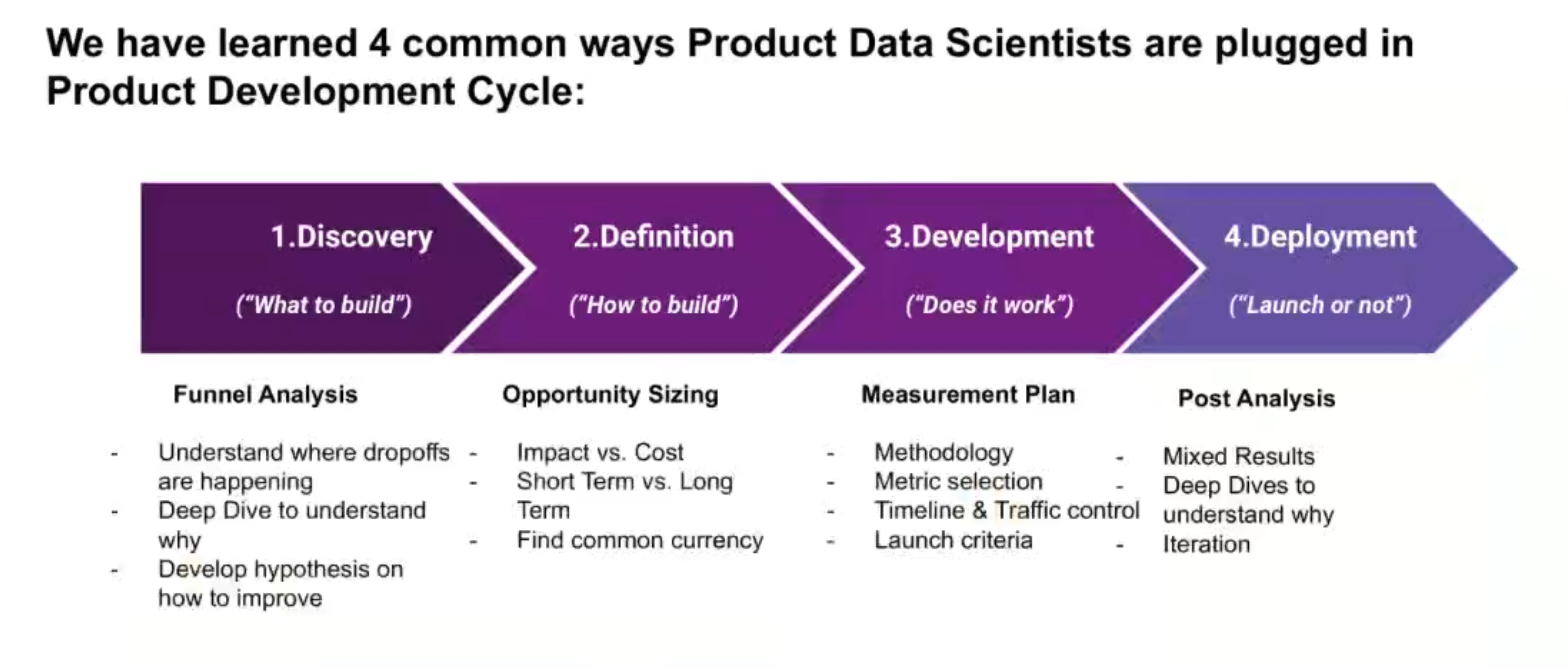 We have learned 4 common ways Product Data Scientists are plugged in
Product Development Cycle:
1.Discovery
(“What to build”)
2.Definition
(“How to build”)
3.Development
(“Does it work”)
4.Deployment
(“Launch or not”)
Funnel Analysis
- Understand where dropoffs
are happening
- Deep Dive to understand
why
- Develop hypothesis on
how to improve
Opportunity Sizing
- Impact vs. Cost
- Short Term vs. Long
Term
- Find common currency
Measurement Plan
- Methodology
- Metric selection
- Timeline & Traffic control
- Launch criteria
Post Analysis
- Mixed Results
- Deep Dives to
understand why
- Iteration